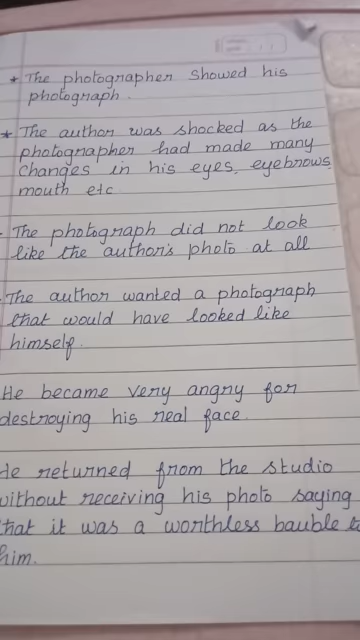 * The photographer showed his
photograph.
* The author was shocked as the
photographer had made many
changes in his eyes, eyebrows,
mouth etc
The photograph did not look
like the author's photo at all
The author wanted a photograph
that would have looked like
himself.
He became very angry for
destroying his real face.
He returned from the studio
without receiving his photo saying
that it was a worthless bauble to
him.